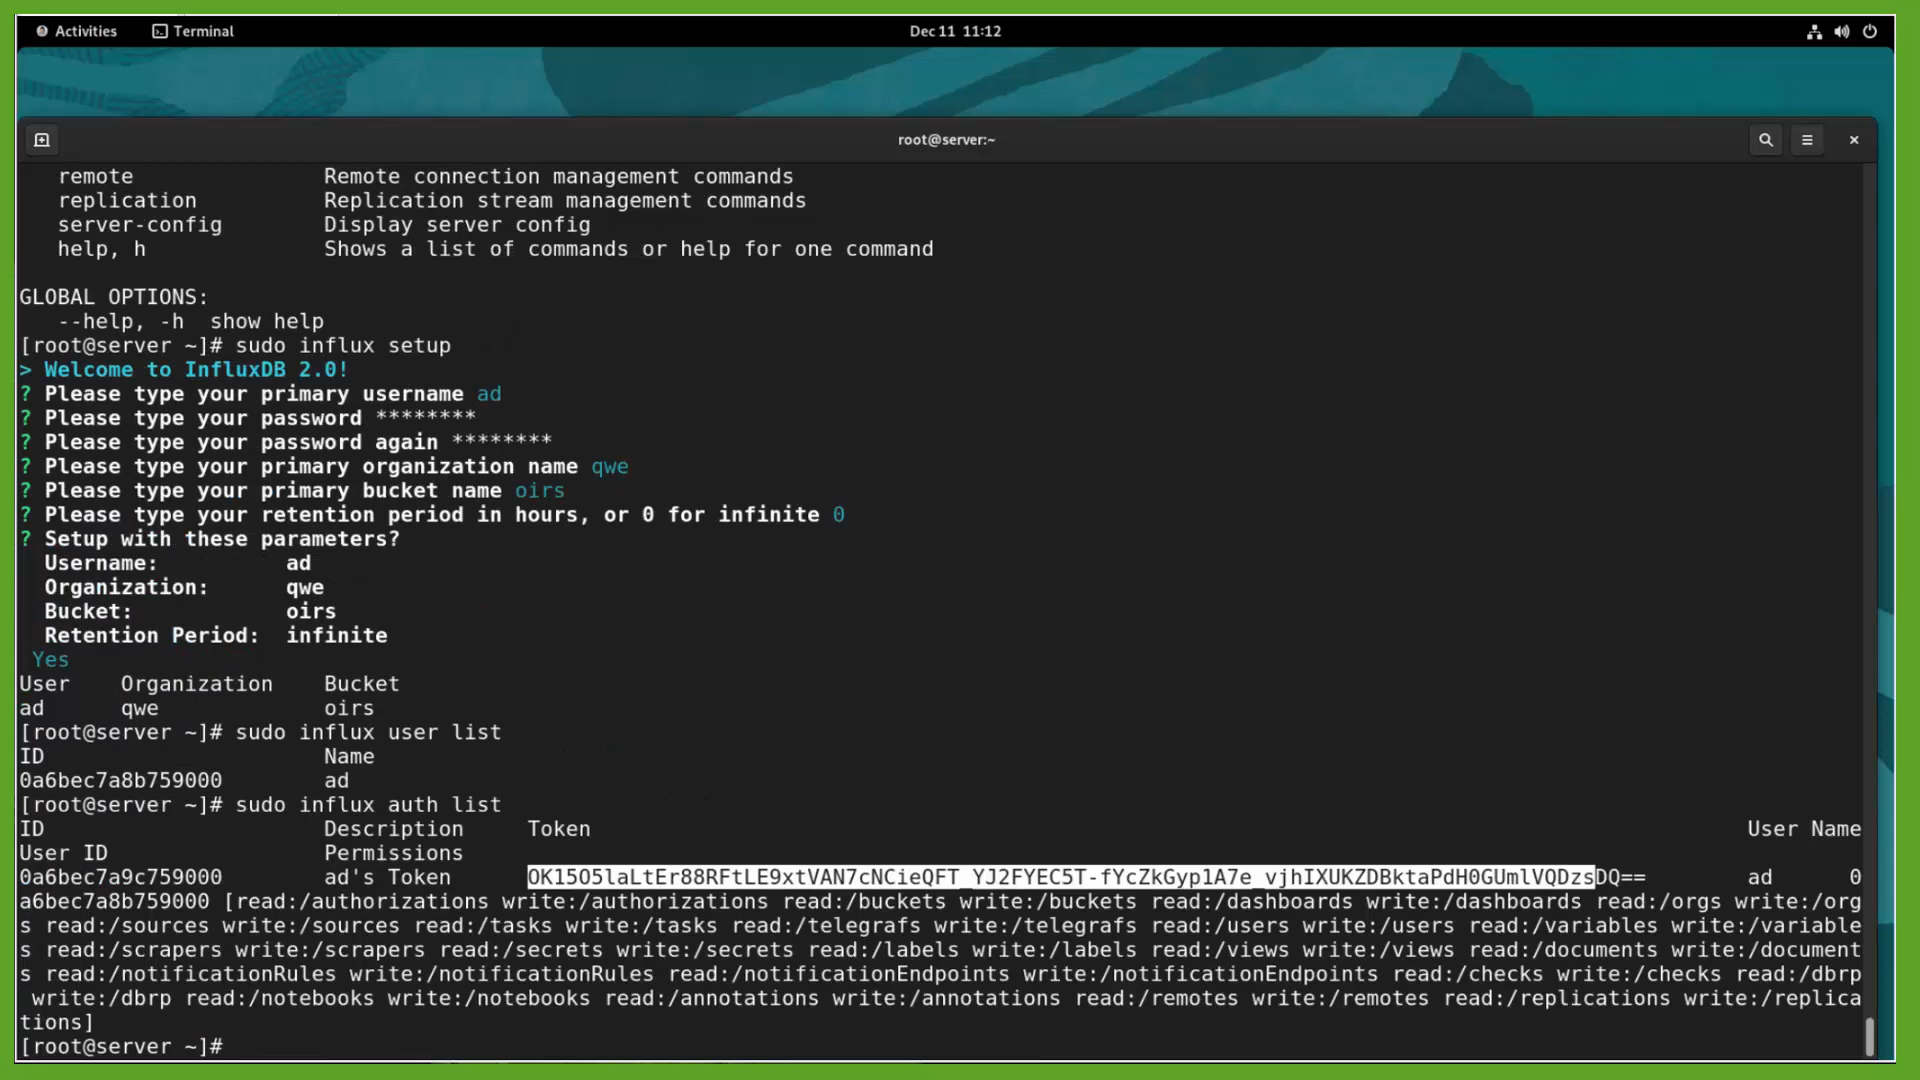 Activities Terminal Dec 11 11:12
root@server:~
remote Remote connection management commands
replication Replication stream management commands
server-config Display server config
help, h Shows a list of commands or help for one command
GLOBAL OPTIONS:
--help, -h show help
[root@server ~]# sudo influx setup
> Welcome to InfluxDB 2.0!
? Please type your primary username ad
? Please type your password ********
? Please type your password again ********
? Please type your primary organization name qwe
? Please type your primary bucket name oirs
? Please type your retention period in hours, or 0 for infinite 0
? Setup with these parameters?
Username: ad
Organization: qwe
Bucket: oirs
Retention Period: infinite
Yes
User Organization Bucket
ad qwe oirs
[root@server ~]# sudo influx user list
ID Name
0a6bec7a8b759000 ad
[root@server ~]# sudo influx auth list
ID Description Token User Name
User ID Permissions
0a6bec7a9c759000 ad's Token OK15O5laLtEr88RFtLE9xtVAN7cNCieQFT_YJ2FYEC5T-fYcZkGyp1A7e_vjhIXUKZDBktaPdH0GUmlVQDzsDQ== ad 0
a6bec7a8b759000 [read:/authorizations write:/authorizations read:/buckets write:/buckets read:/dashboards write:/dashboards read:/orgs write:/org
s read:/sources write:/sources read:/tasks write:/tasks read:/telegrafs write:/telegrafs read:/users write:/users read:/variables write:/variable
s read:/scrapers write:/scrapers read:/secrets write:/secrets read:/labels write:/labels read:/views write:/views read:/documents write:/document
s read:/notificationRules write:/notificationRules read:/notificationEndpoints write:/notificationEndpoints read:/checks write:/checks read:/dbrp
write:/dbrp read:/notebooks write:/notebooks read:/annotations write:/annotations read:/remotes write:/remotes read:/replications write:/replica
tions]
[root@server ~]#